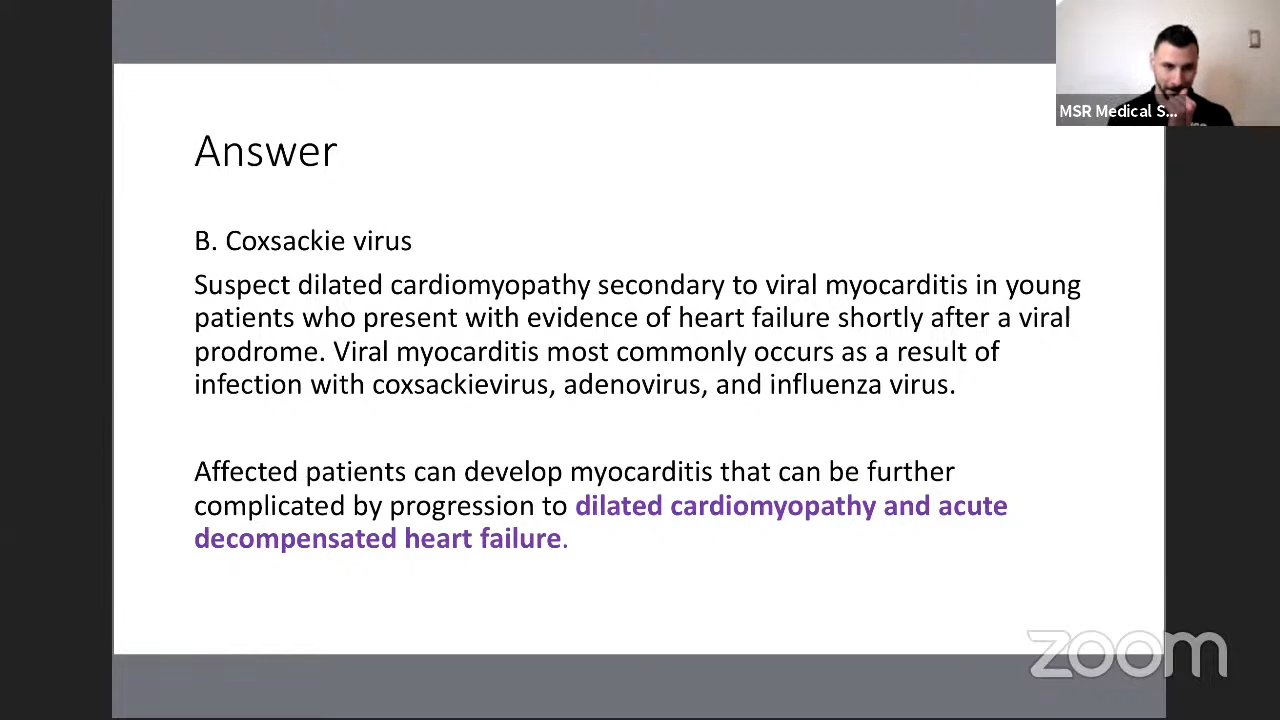 MSR Medical S...
Answer
B. Coxsackie virus
Suspect dilated cardiomyopathy secondary to viral myocarditis in young
patients who present with evidence of heart failure shortly after a viral
prodrome. Viral myocarditis most commonly occurs as a result of
infection with coxsackievirus, adenovirus, and influenza virus.
Affected patients can develop myocarditis that can be further
complicated by progression to dilated cardiomyopathy and acute
decompensated heart failure.
zoom